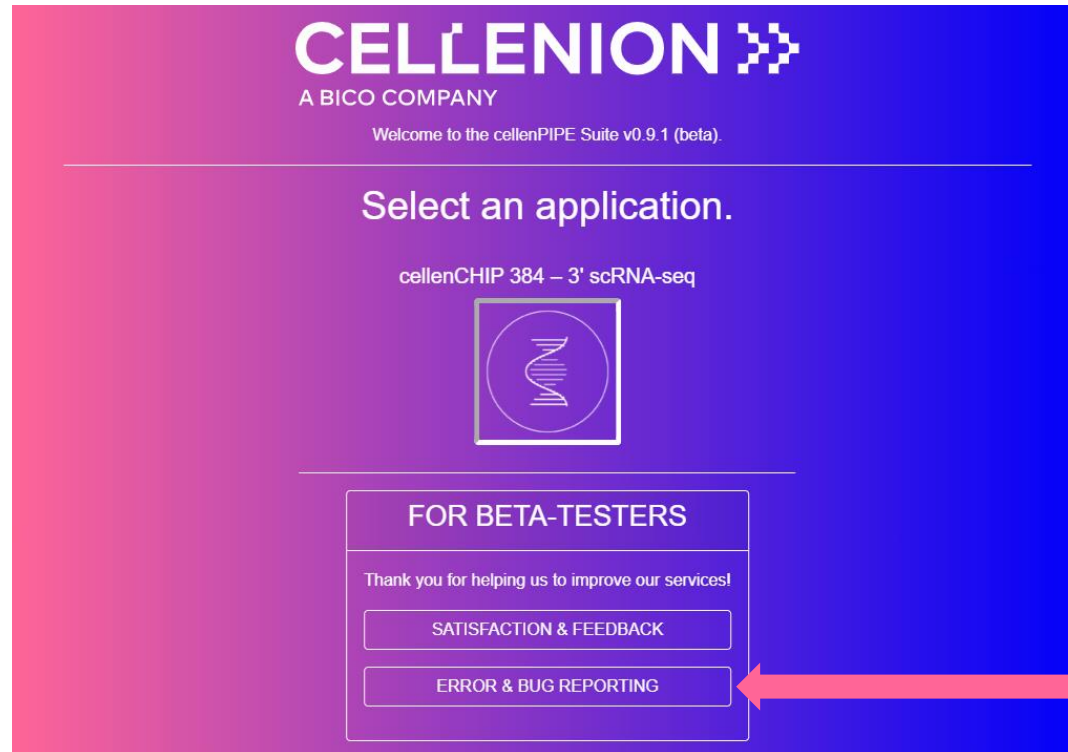 CELLENION
A BICO COMPANY
Welcome to the cellenPIPE Suite v0.9.1 (beta).
Select an application.
cellenCHIP 384 – 3' scRNA-seq
FOR BETA-TESTERS
Thank you for helping us to improve our services!
SATISFACTION & FEEDBACK
ERROR & BUG REPORTING